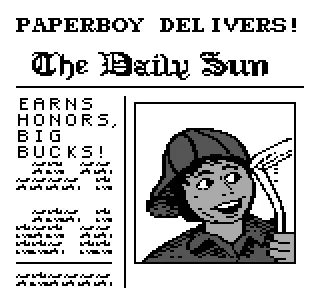 PAPERBOY DELIVERS!
The Daily Sun
EARNS
HONORS,
BIG
BUCKS!